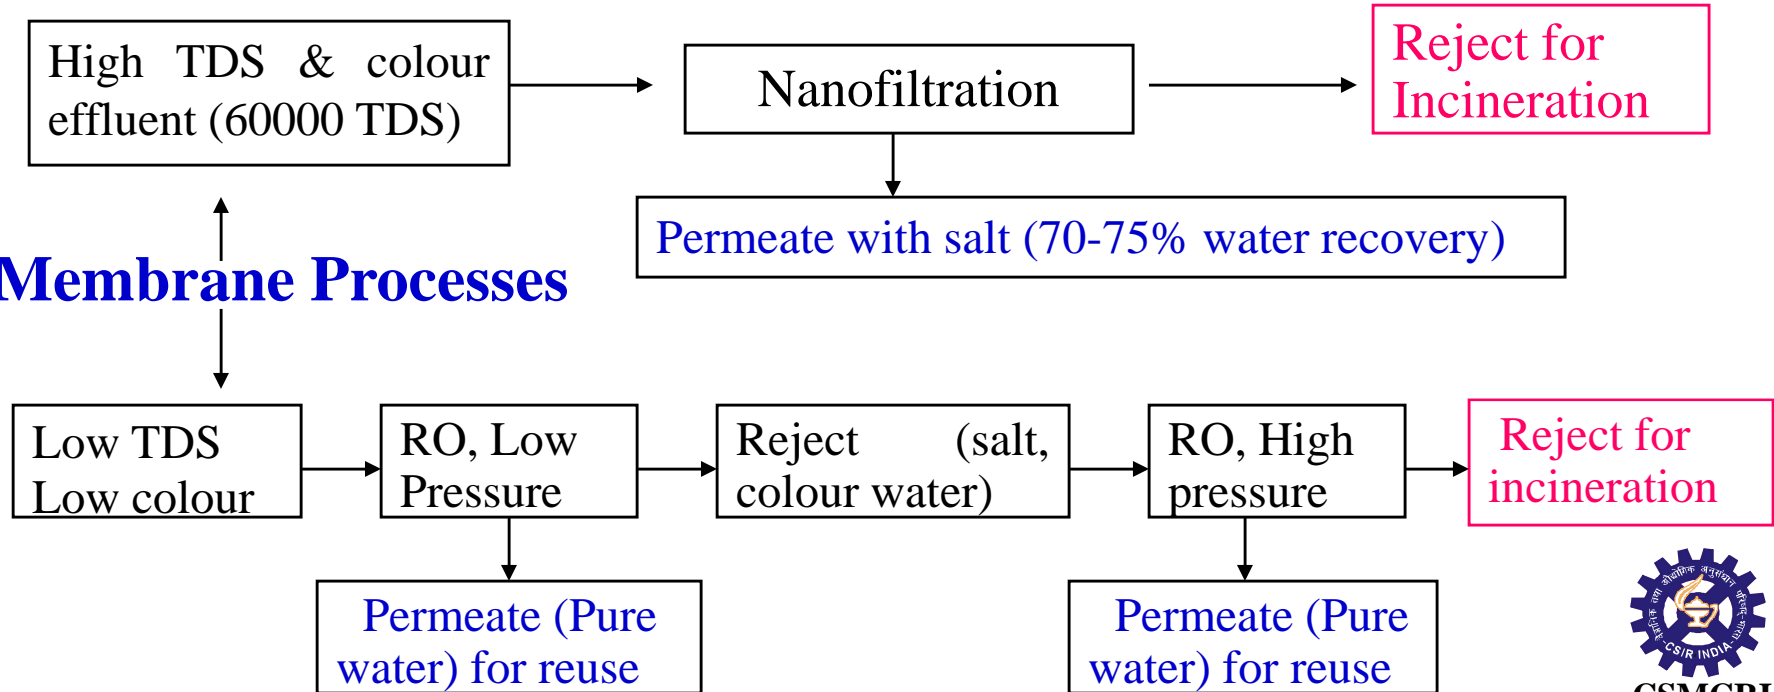 High TDS & colour
effluent (60000 TDS)
Nanofiltration
Reject for
Incineration
Permeate with salt (70-75% water recovery)
Membrane Processes
Low TDS
Low colour
RO, Low
Pressure
Reject (salt,
colour water)
RO, High
pressure
Reject for
incineration
Permeate (Pure
water) for reuse
Permeate (Pure
water) for reuse
CSIR INDIA